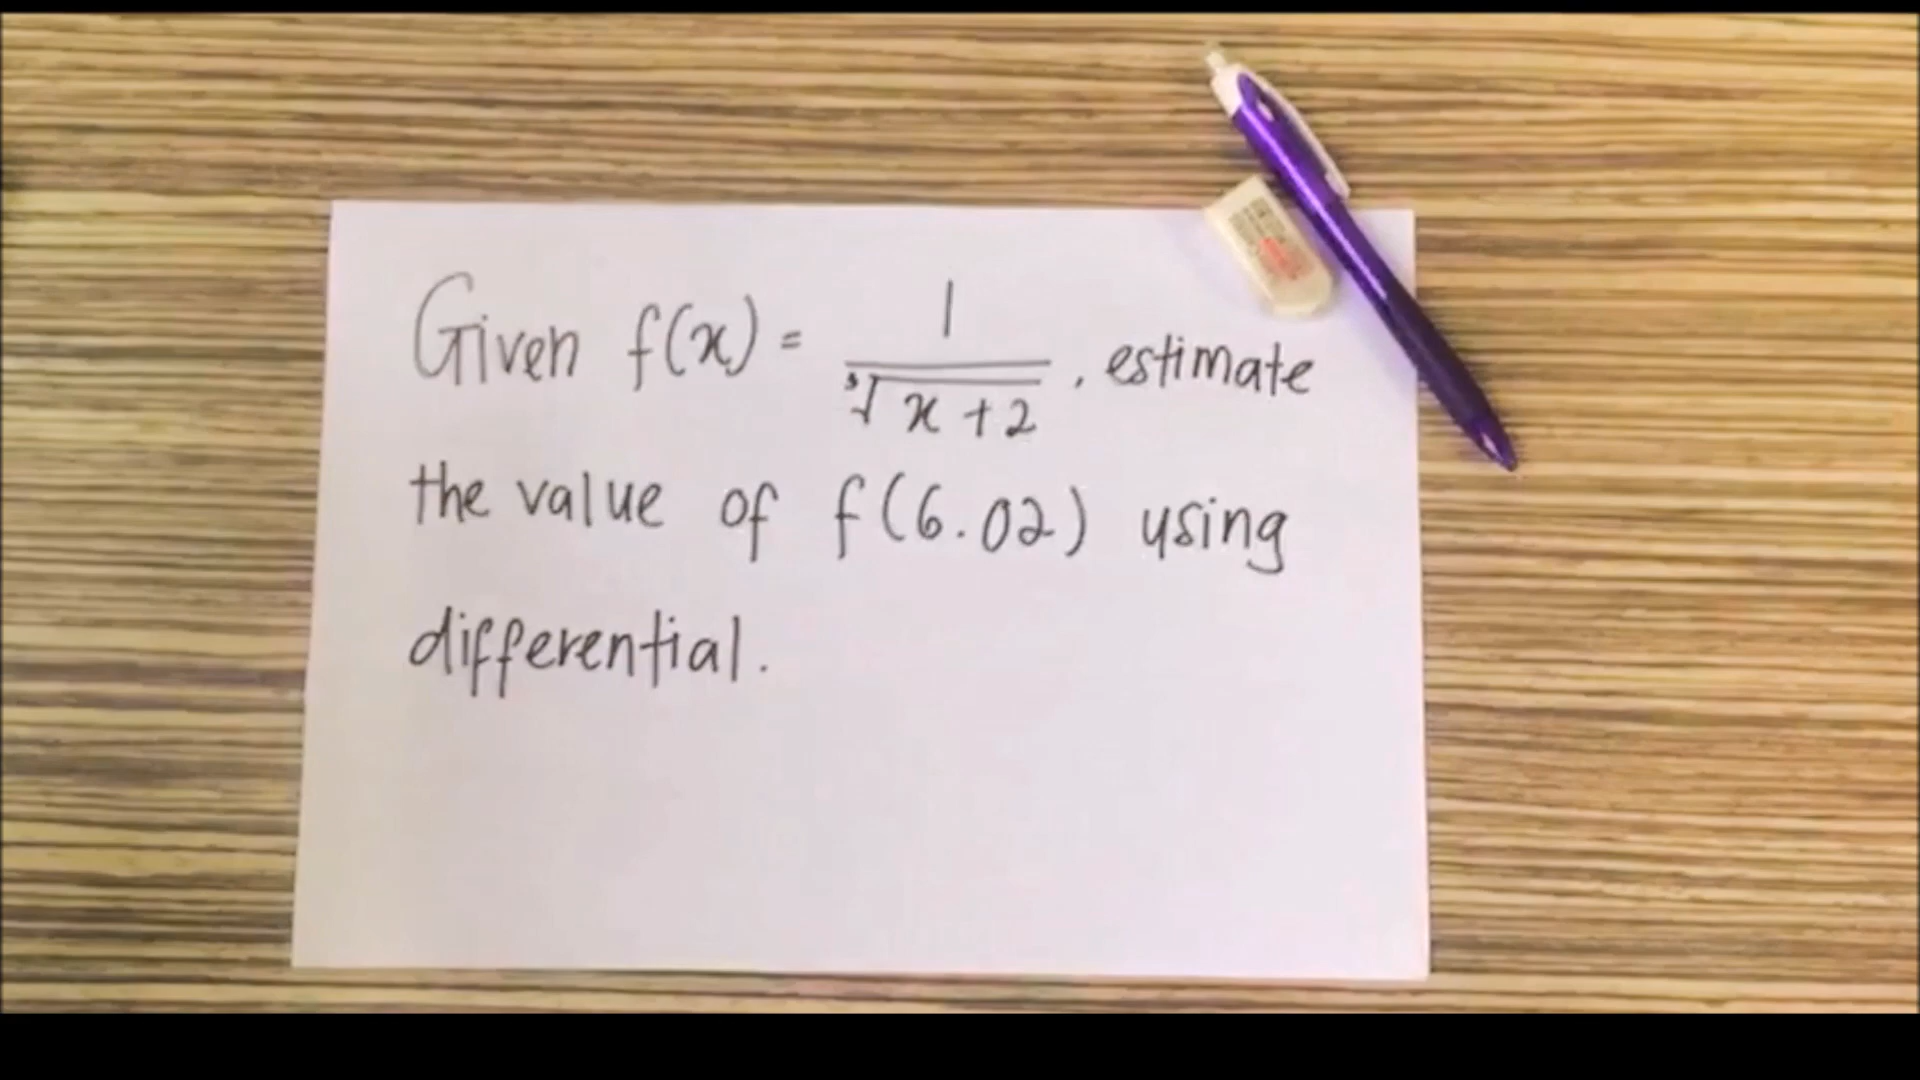 Given f(x) = 1/∛(x+2), estimate
the value of f(6.02) using
differential.